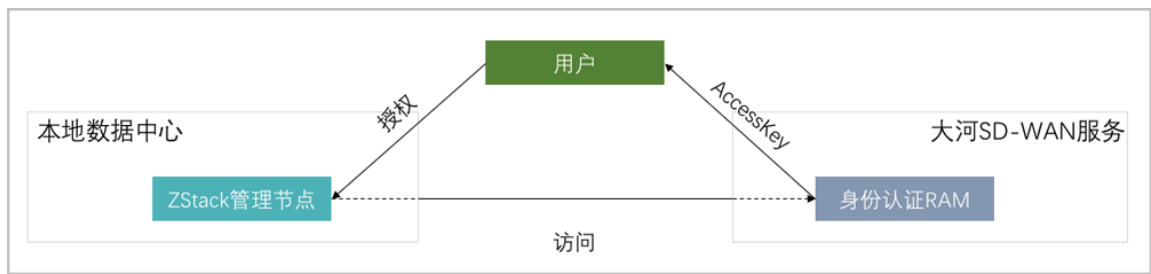 用户
授权
AccessKey
本地数据中心
大河SD-WAN服务
ZStack管理节点
身份认证RAM
访问